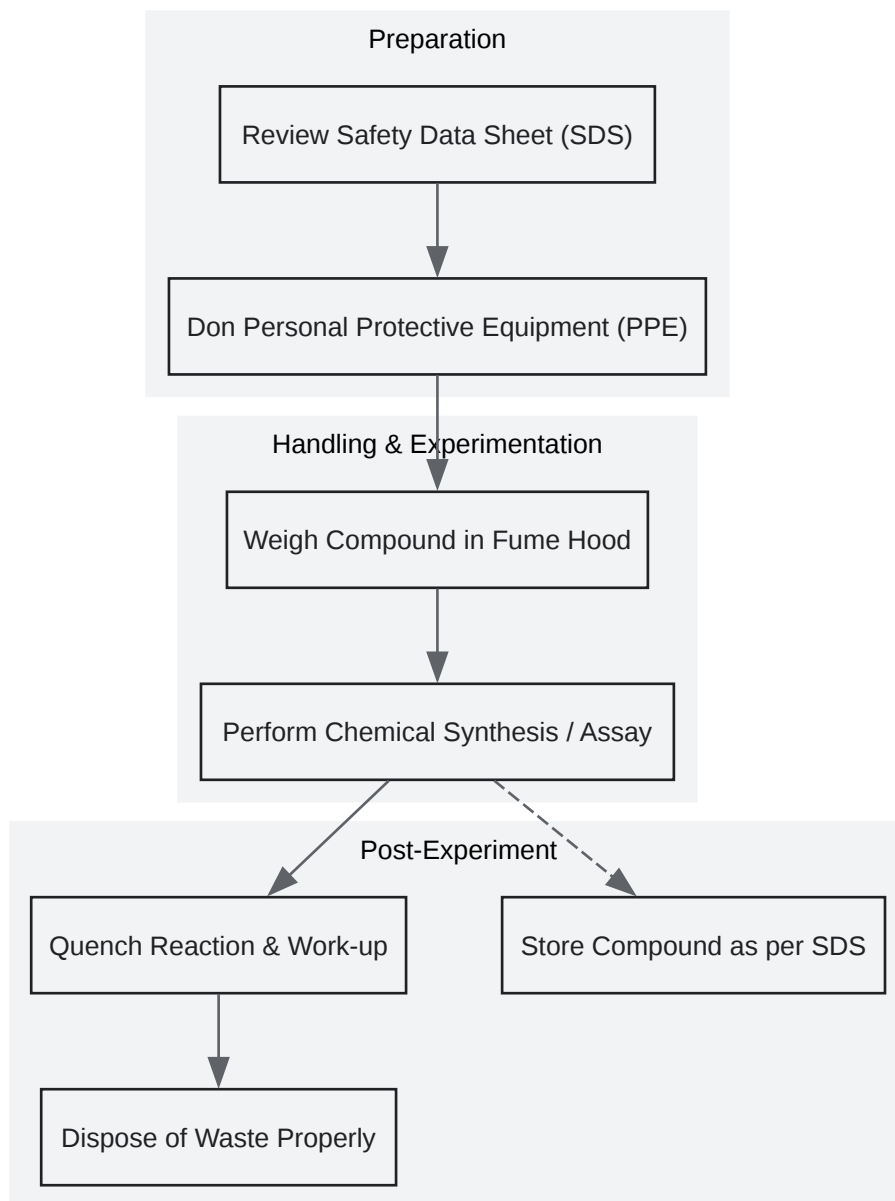 Preparation
Review Safety Data Sheet (SDS)
Don Personal Protective Equipment (PPE)
Handling & Experimentation
Weigh Compound in Fume Hood
Perform Chemical Synthesis / Assay
Post-Experiment
Quench Reaction & Work-up
Store Compound as per SDS
Dispose of Waste Properly